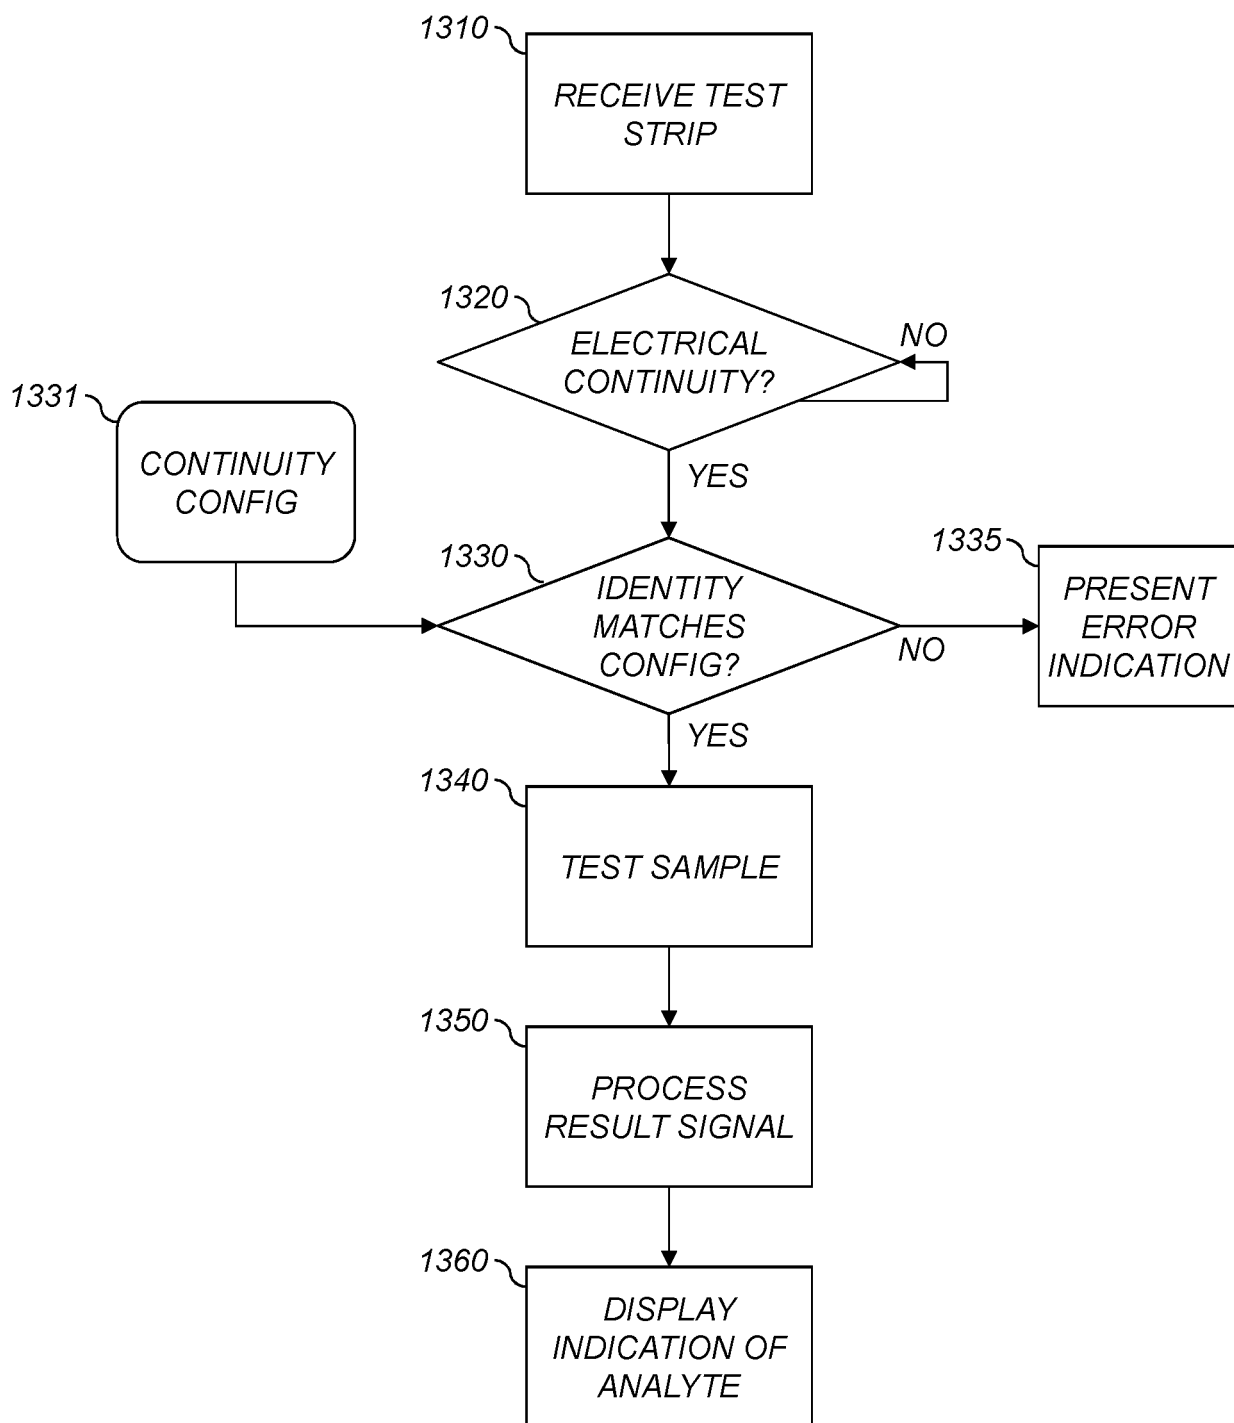 1310
RECEIVE TEST
STRIP
1320
ELECTRICAL
CONTINUITY?
NO
1331
CONTINUITY
CONFIG
YES
1330
IDENTITY
MATCHES
CONFIG?
NO
1335
PRESENT
ERROR
INDICATION
YES
1340
TEST SAMPLE
1350
PROCESS
RESULT SIGNAL
1360
DISPLAY
INDICATION OF
ANALYTE